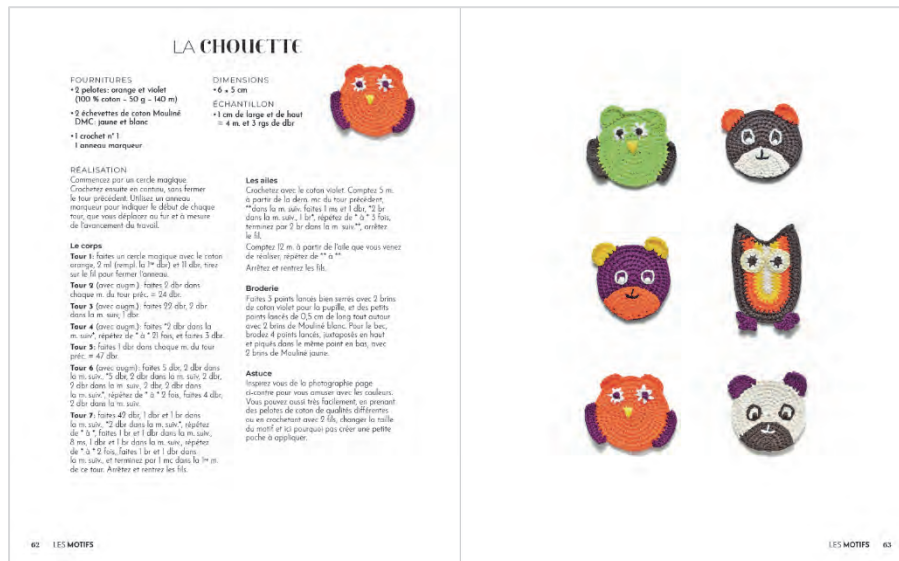 LA CHOUETTE
FOURNITURES
• 2 pelotes: orange et violet
(100 % coton – 50 g – 140 m)
• 2 échevettes de coton Mouliné
DMC: jaune et blanc
• 1 crochet n° 1
1 anneau marqueur
DIMENSIONS
• 6 × 5 cm
ÉCHANTILLON
• 1 cm de large et de haut
= 4 m. et 3 rgs de dbr
RÉALISATION
Commencez par un cercle magique.
Crochetez ensuite en continu, sans fermer
le tour précédent. Utilisez un anneau
marqueur pour indiquer le début de chaque
tour, que vous déplacez au fur et à mesure
de l'avancement du travail.
Le corps
Tour 1: faites un cercle magique avec le coton
orange, 2 ml (rempl. la 1re dbr) et 11 dbr, tirez
sur le fil pour fermer l'anneau.
Tour 2 (avec augm.): faites 2 dbr dans
chaque m. du tour préc. = 24 dbr.
Tour 3 (avec augm.): faites 22 dbr, 2 dbr
dans la m. suiv., 1 dbr.
Tour 4 (avec augm.): faites *2 dbr dans la
m. suiv*, répétez de * à * 21 fois, et faites 3 dbr.
Tour 5: faites 1 dbr dans chaque m. du tour
préc. = 47 dbr.
Tour 6 (avec augm): faites 5 dbr, 2 dbr dans
la m. suiv., *5 dbr, 2 dbr dans la m. suiv, 2 dbr,
2 dbr dans la m. suiv, 2 dbr, 2 dbr dans
la m. suiv.*, répétez de * à * 2 fois, faites 4 dbr,
2 dbr dans la m. suiv.
Tour 7: faites 42 dbr, 1 dbr et 1 br dans
la m. suiv., *2 dbr dans la m. suiv.*, répétez
de * à *, faites 1 br et 1 dbr dans la m. suiv.,
8 ms, 1 dbr et 1 br dans la m. suiv., répétez
de * à * 2 fois, faites 1 br et 1 dbr dans
la m. suiv., et terminez par 1 mc dans la 1re m.
de ce tour. Arrêtez et rentrez les fils.
Les ailes
Crochetez avec le coton violet. Comptez 5 m.
à partir de la dern. mc du tour précédent,
**dans la m. suiv. faites 1 ms et 1 dbr, *2 br
dans la m. suiv., 1 br*, répétez de * à * 3 fois,
terminez par 2 br dans la m. suiv.**, arrêtez
le fil.
Comptez 12 m. à partir de l'aile que vous venez
de réaliser, répétez de ** à **.
Arrêtez et rentrez les fils.
Broderie
Faites 3 points lancés bien serrés avec 2 brins
de coton violet pour la pupille, et des petits
points lancés de 0,5 cm de long tout autour
avec 2 brins de Mouliné blanc. Pour le bec,
brodez 4 points lancés, juxtaposés en haut
et piqués dans le même point en bas, avec
2 brins de Mouliné jaune.
Astuce
Inspirez vous de la photographie page
ci-contre pour vous amuser avec les couleurs.
Vous pouvez aussi très facilement, en prenant
des pelotes de coton de qualités différentes
ou en crochetant avec 2 fils, changer la taille
du motif et ici pourquoi pas créer une petite
poche à appliquer.
62 LES MOTIFS
LES MOTIFS 63